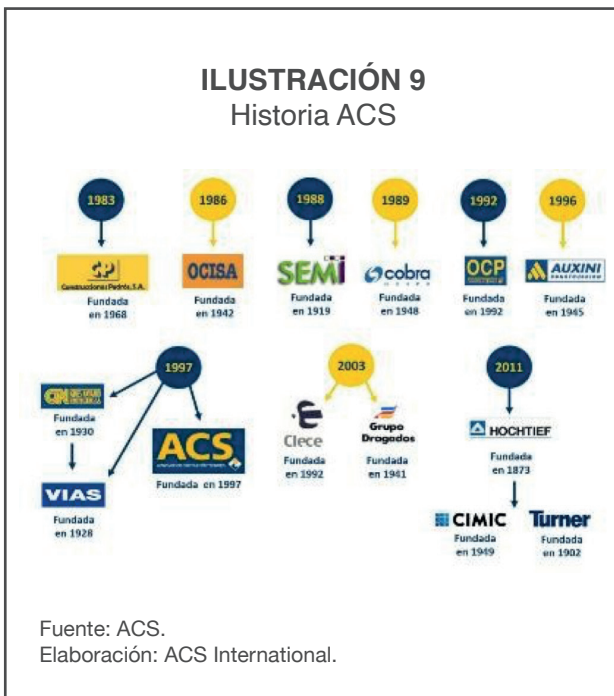 ILUSTRACIÓN 9
Historia ACS
1983 1986 1988 1989 1992 1996
CP
Construcciones Padrós, S.A.
Fundada
en 1968
OCISA
Fundada
en 1942
SEMI
Fundada
en 1919
cobra
Fundada
en 1948
OCP
Fundada
en 1992
AUXINI
Fundada
en 1945
1997 2003 2011
Fundada
en 1930
VIAS
Fundada
en 1928
ACS
Fundada en 1997
Clece
Fundada
en 1992
Grupo
Dragados
Fundada
en 1941
HOCHTIEF
Fundada
en 1873
CIMIC
Fundada
en 1949
Turner
Fundada
en 1902
Fuente: ACS.
Elaboración: ACS International.